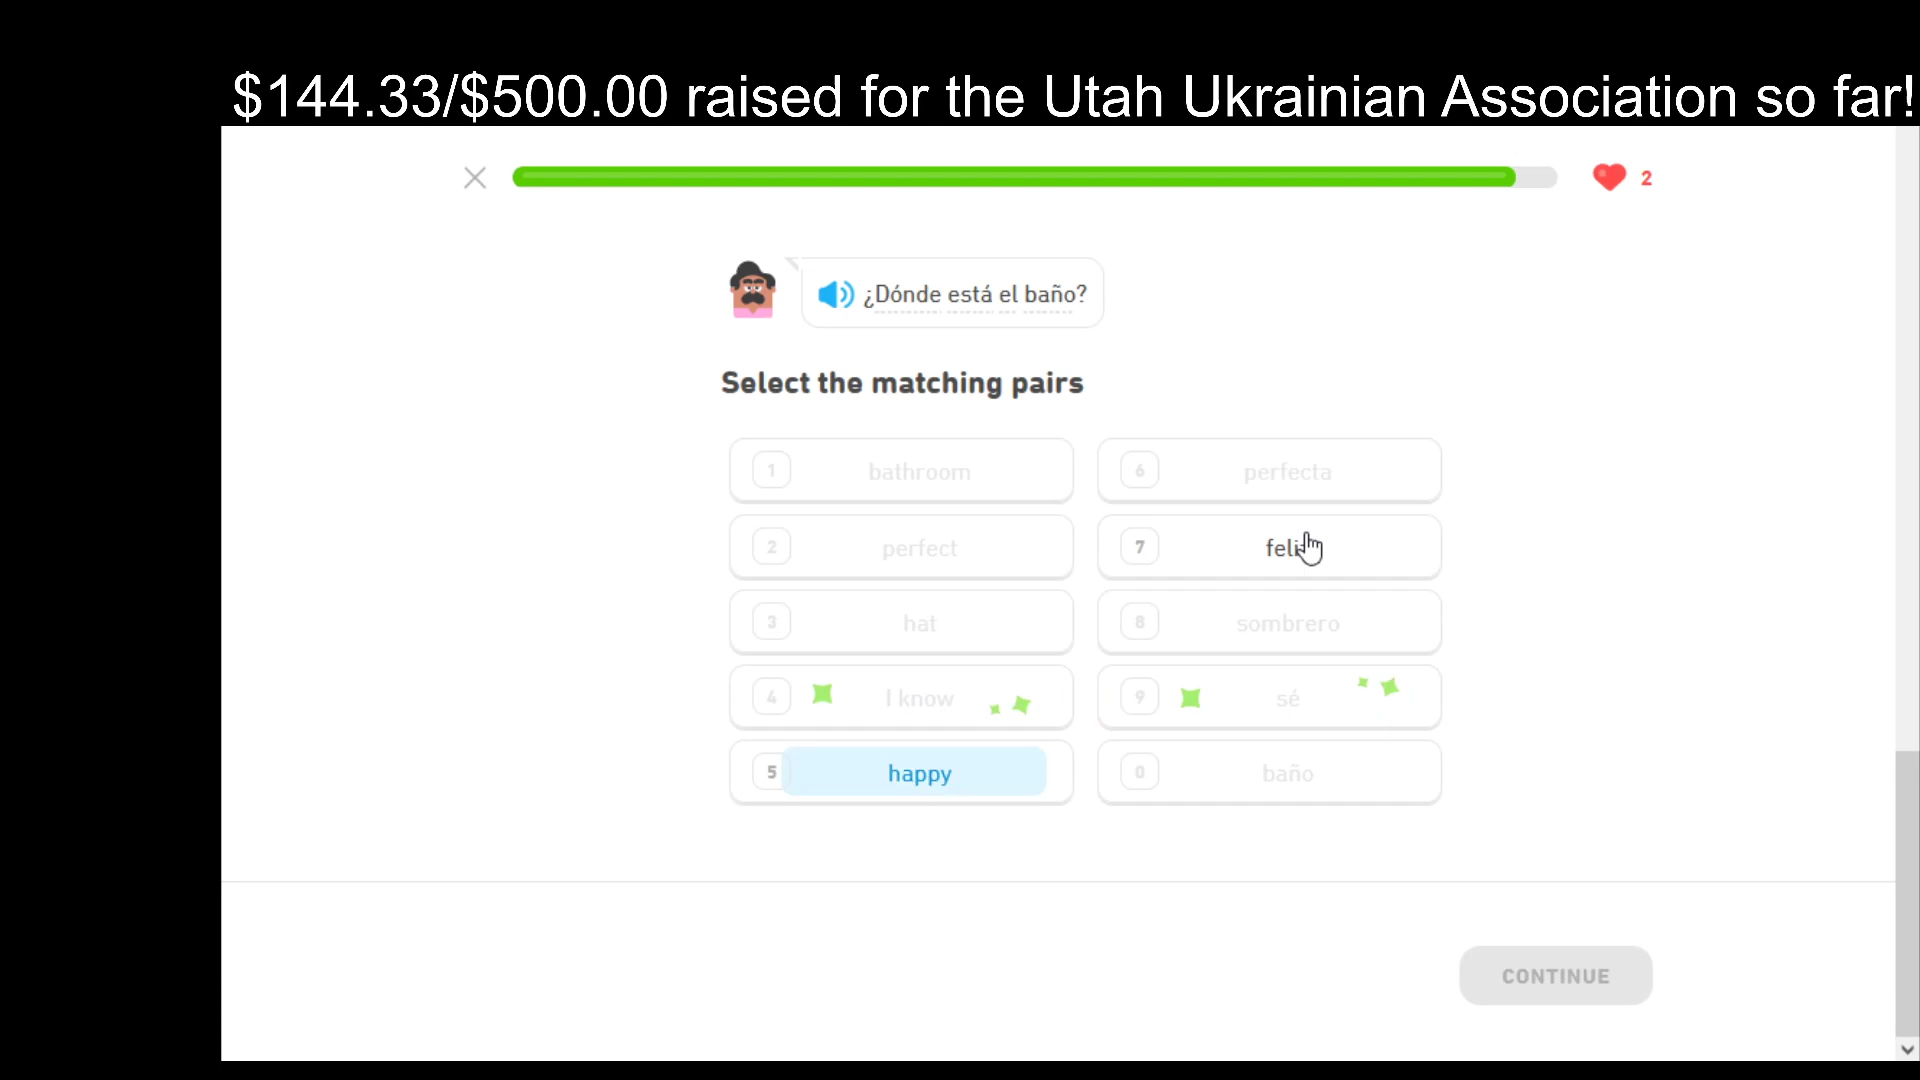 $144.33/$500.00 raised for the Utah Ukrainian Association so far!
2
¿Dónde está el baño?
Select the matching pairs
1 bathroom
6 perfecta
2 perfect
7
3 hat
8 sombrero
4 I know
9 sé
5 happy
0 baño
CONTINUE